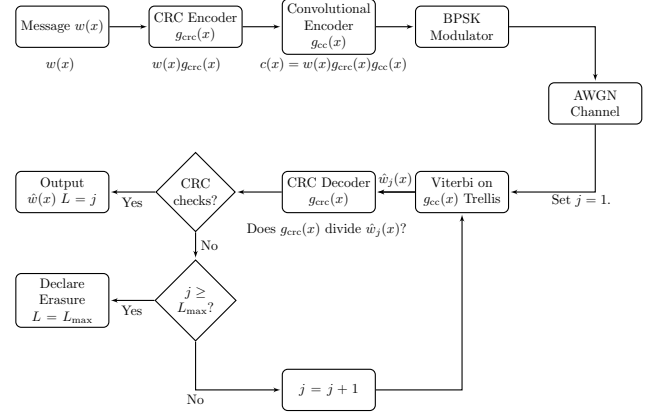 Message w(x)
CRC Encoder
g_crc(x)
Convolutional
Encoder
g_cc(x)
BPSK
Modulator
w(x)
w(x)g_crc(x)
c(x) = w(x)g_crc(x)g_cc(x)
AWGN
Channel
Output
ŵ(x) L = j
Yes
CRC
checks?
CRC Decoder
g_crc(x)
ŵ_j(x)
Viterbi on
g_cc(x) Trellis
Set j = 1.
Does g_crc(x) divide ŵ_j(x)?
No
Declare
Erasure
L = L_max
Yes
j ≥
L_max?
No
j = j + 1